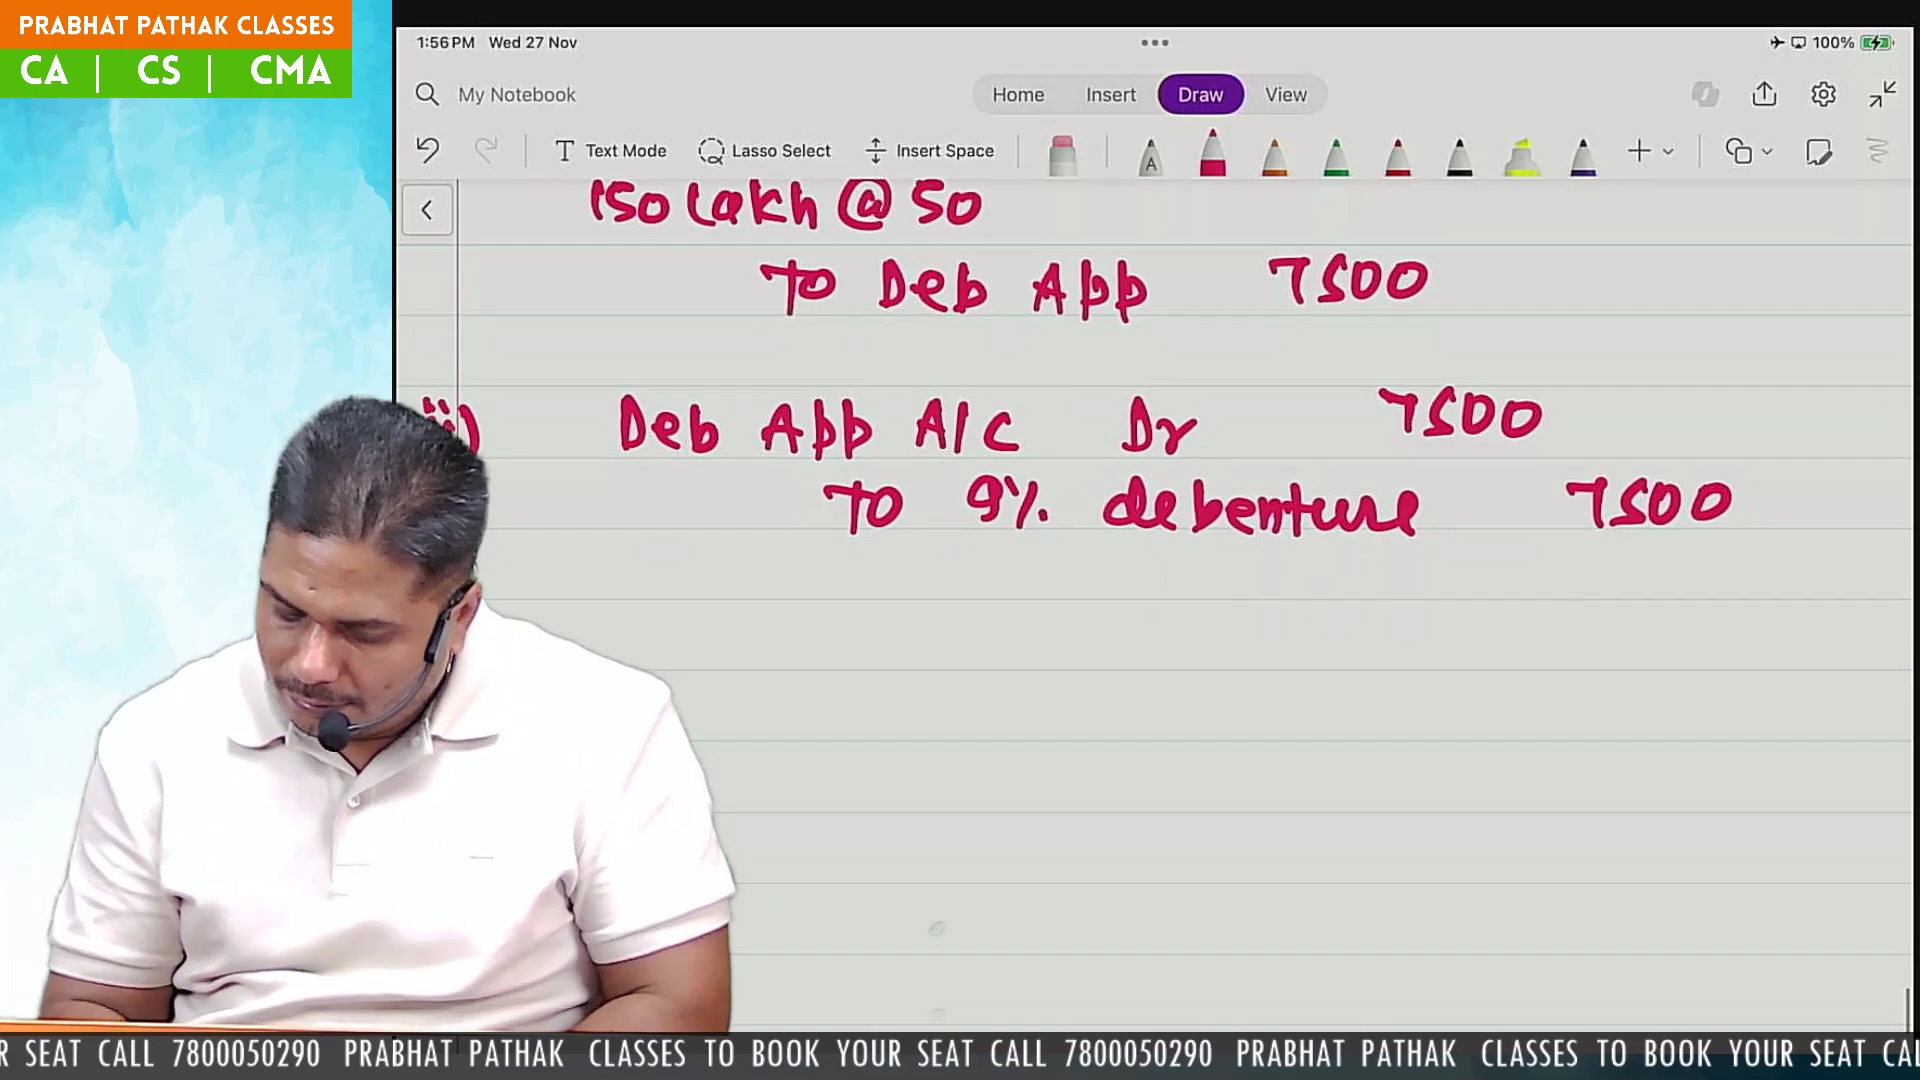 PRABHAT PATHAK CLASSES
CA | CS | CMA
1:56 PM Wed 27 Nov
100%
My Notebook
Home Insert Draw View
Text Mode Lasso Select Insert Space
A
150 Lakh @ 50
To Deb App 7500
ii) Deb App A/C Dr 7500
To 9% debenture 7500
R SEAT CALL 7800050290 PRABHAT PATHAK CLASSES TO BOOK YOUR SEAT CALL 7800050290 PRABHAT PATHAK CLASSES TO BOOK YOUR SEAT CAL